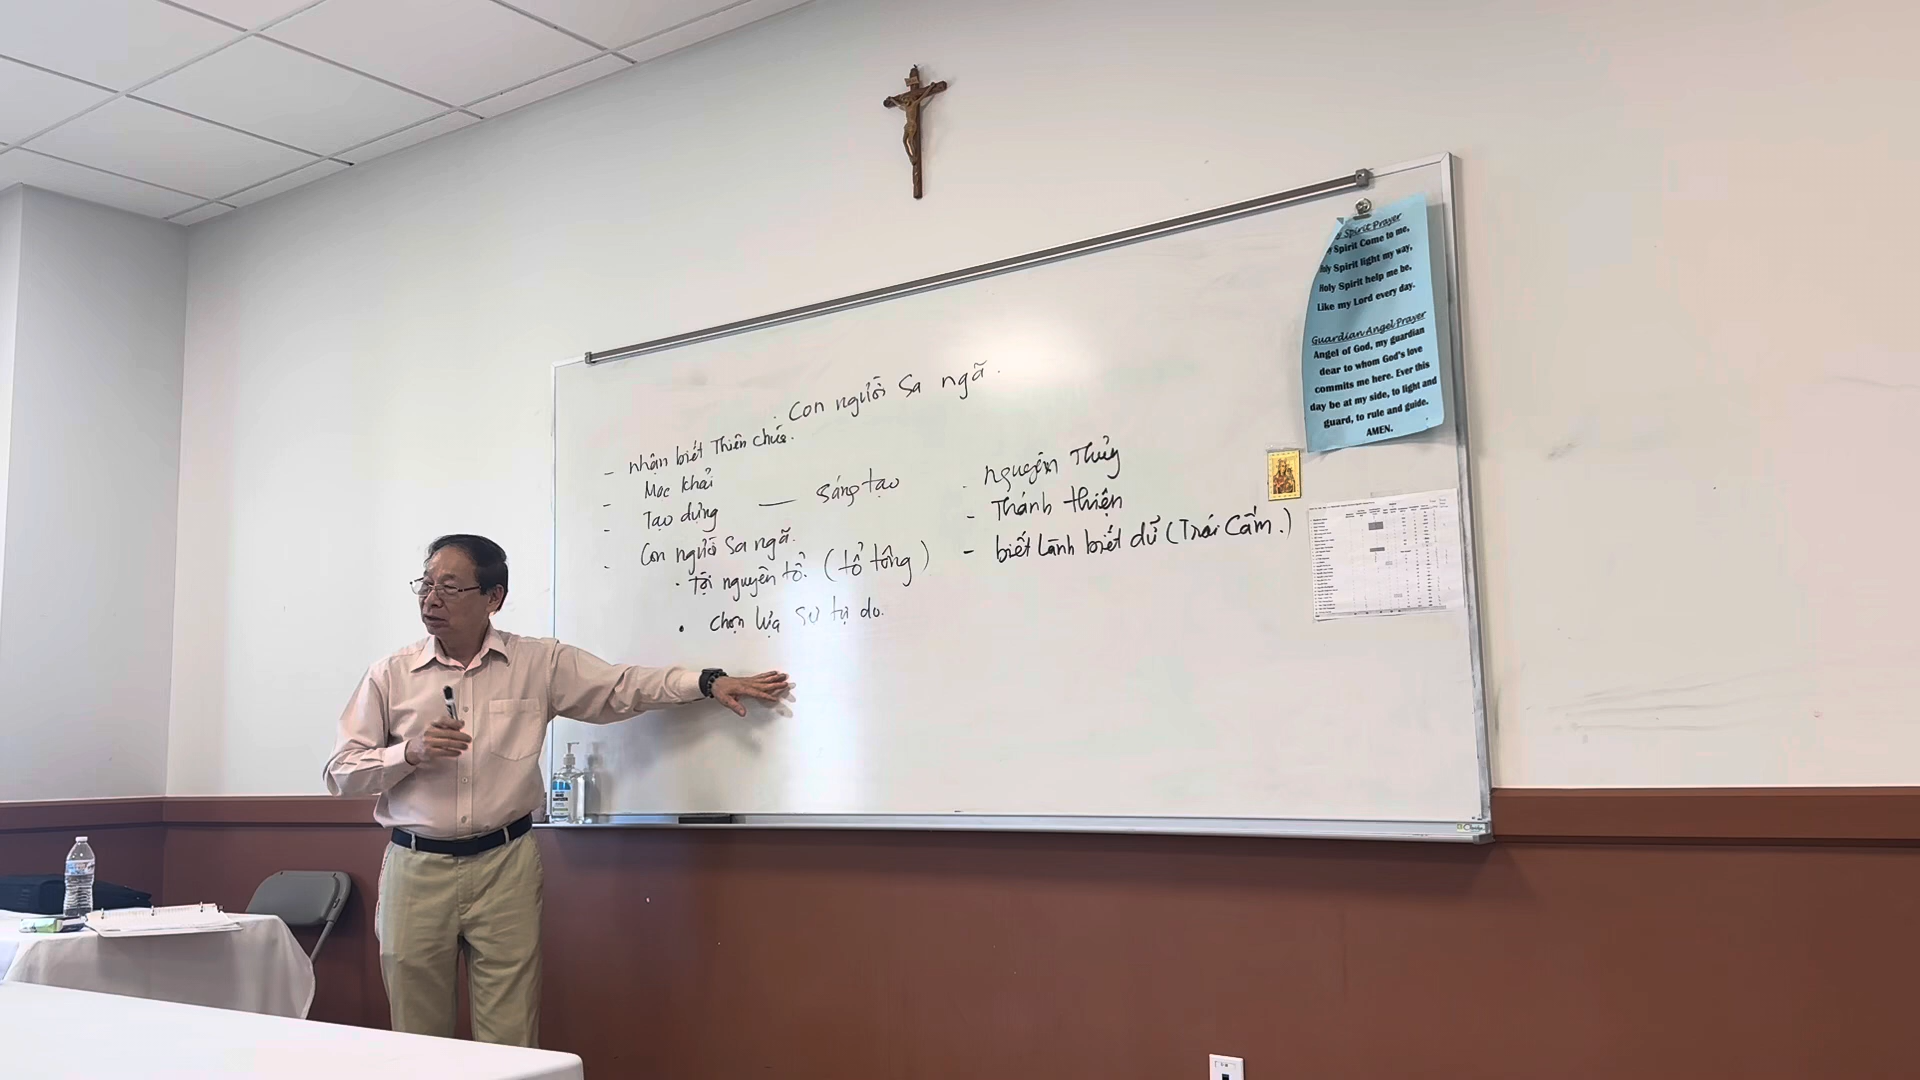 . Con người Sa ngã.
- nhận biết Thiên chúa.
- Mạc khải
- Tạo dựng — sáng tạo
- Con người Sa ngã.
• Tội nguyên tổ. (tổ tông)
• chọn lựa sự tự do.
. Nguyên Thủy
- Thánh thiện
- biết lành biết dữ (Trái Cấm.)
Spirit Prayer
Spirit Come to me,
Spirit light my way,
Holy Spirit help me be,
Like my Lord every day.
Guardian Angel Prayer
Angel of God, my guardian
dear to whom God's love
commits me here. Ever this
day be at my side, to light and
guard, to rule and guide.
AMEN.